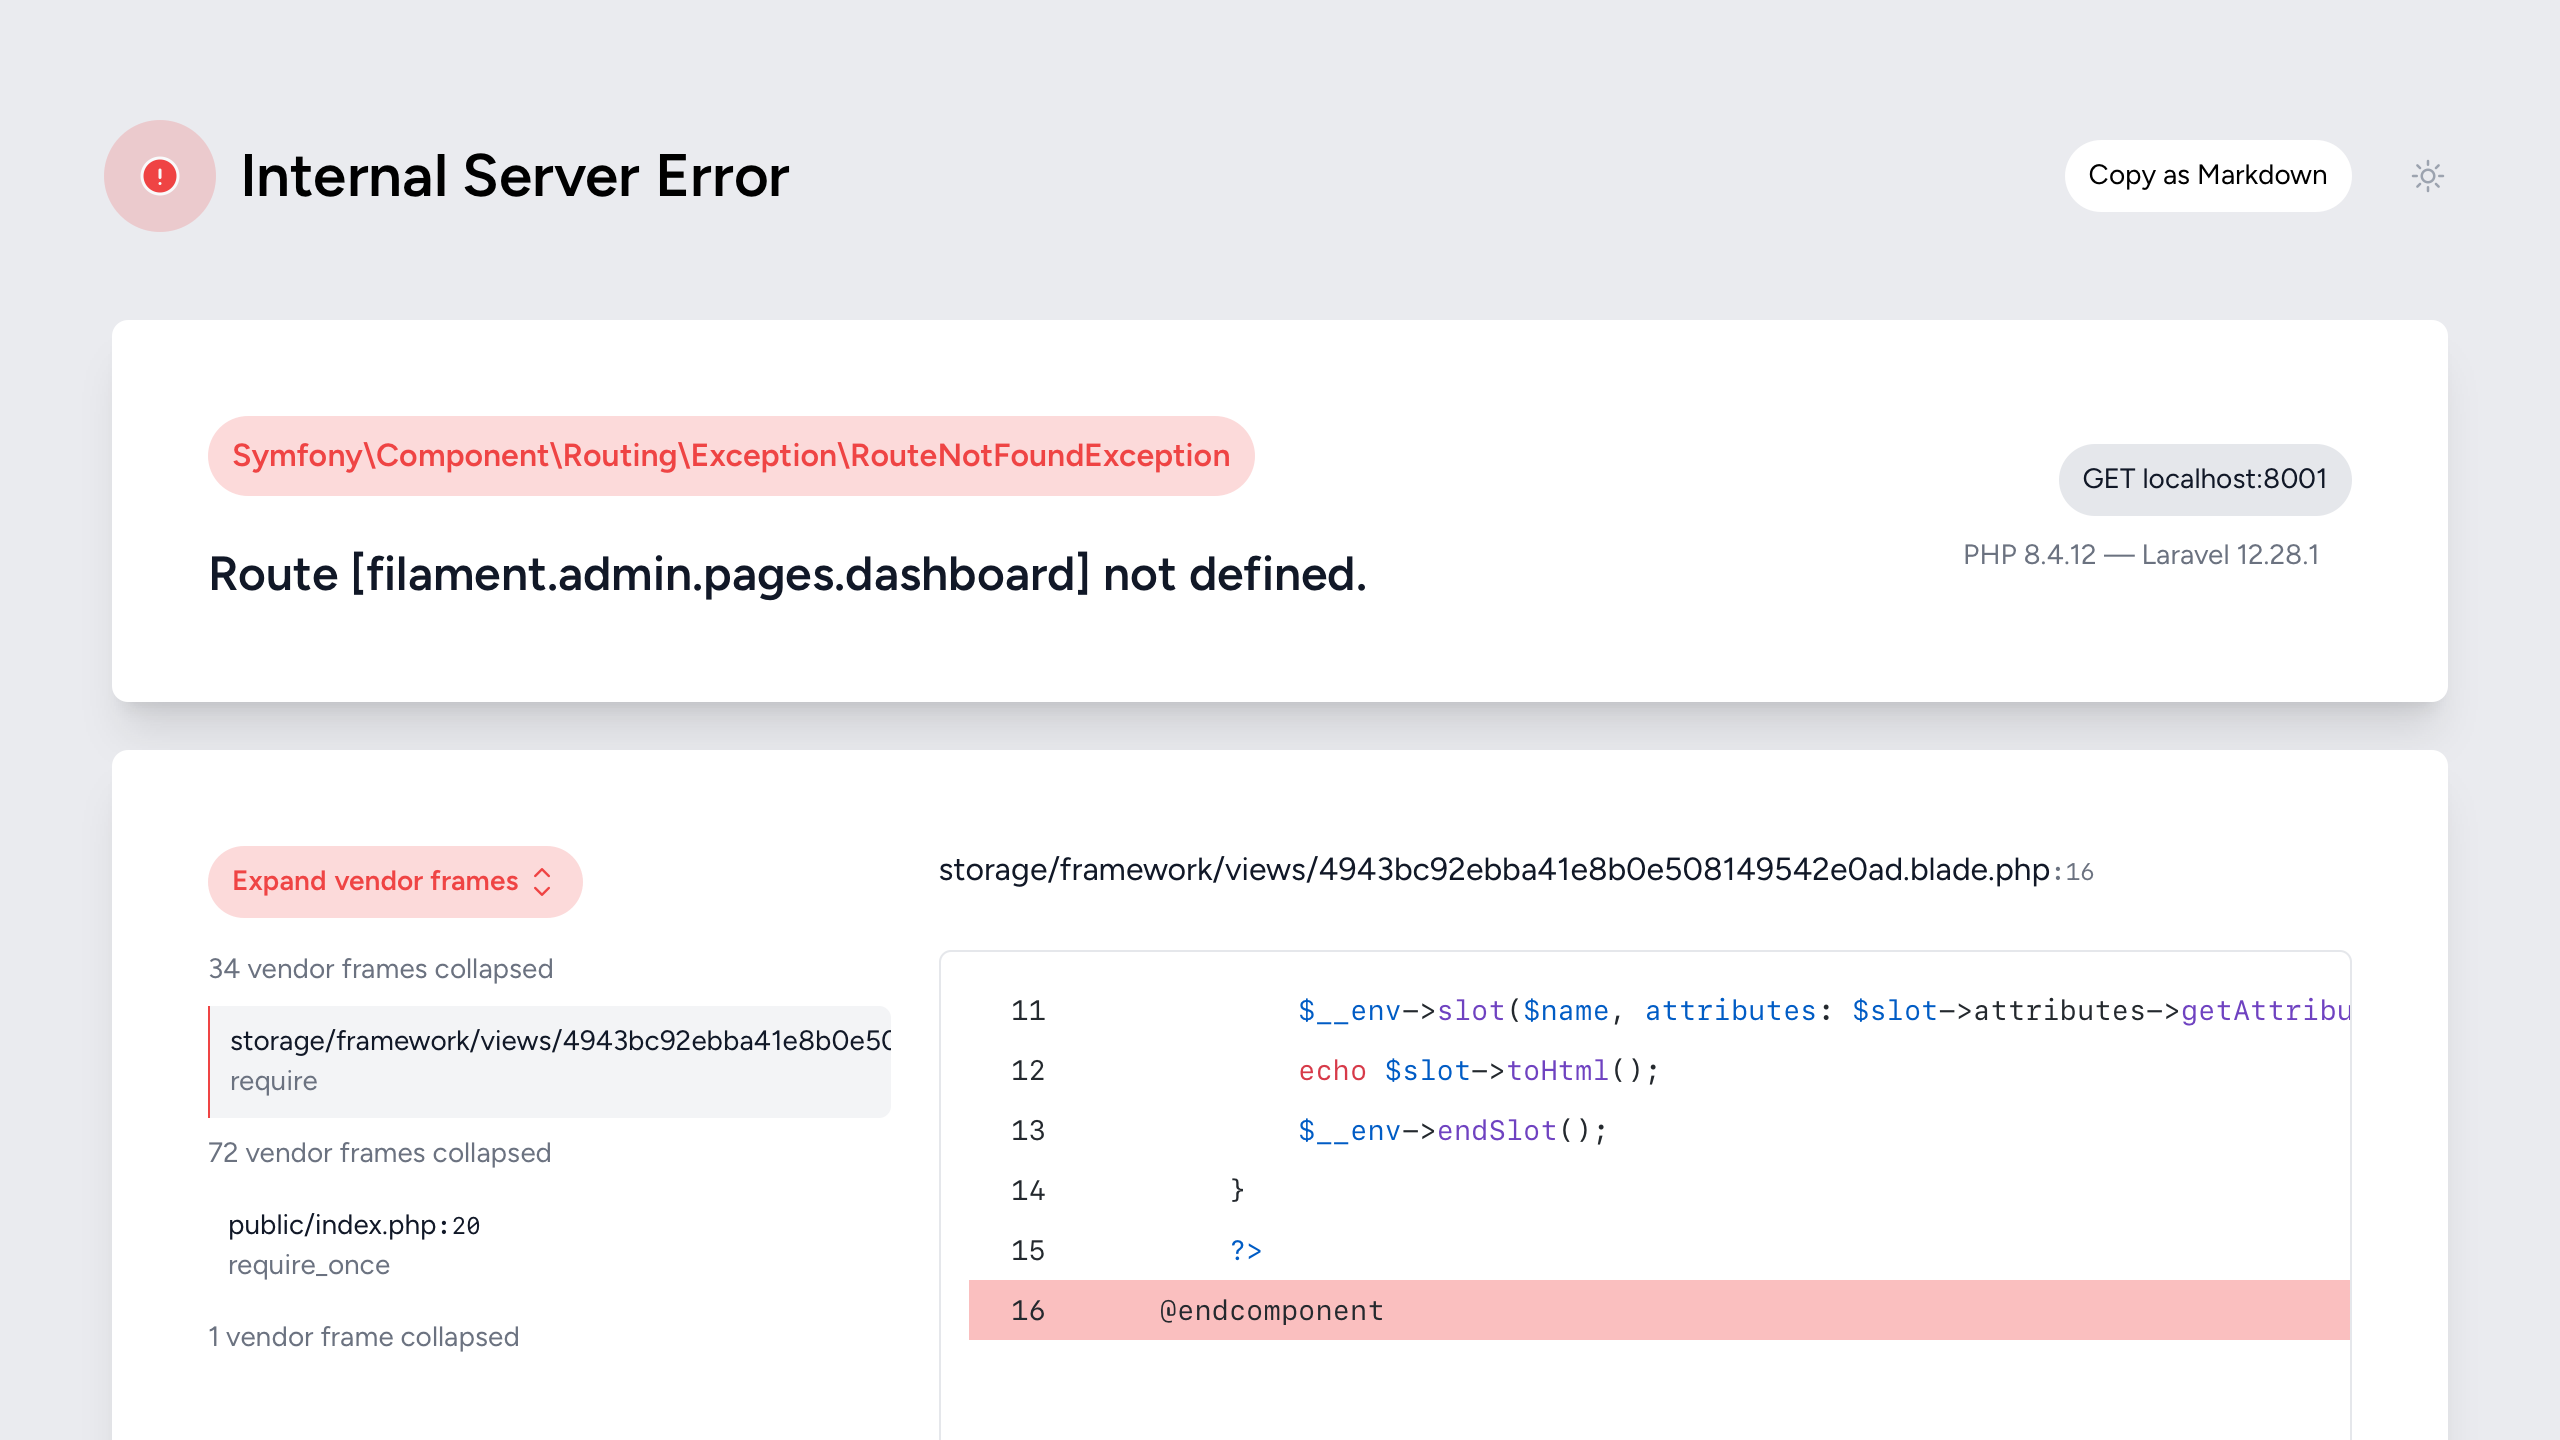 Internal Server Error
Copy as Markdown
Symfony\Component\Routing\Exception\RouteNotFoundException
Route [filament.admin.pages.dashboard] not defined.
GET localhost:8001
PHP 8.4.12 — Laravel 12.28.1
Expand vendor frames
34 vendor frames collapsed
storage/framework/views/4943bc92ebba41e8b0e50
require
72 vendor frames collapsed
public/index.php:20
require_once
1 vendor frame collapsed
storage/framework/views/4943bc92ebba41e8b0e508149542e0ad.blade.php:16
11 $__env->slot($name, attributes: $slot->attributes->getAttribu
12 echo $slot->toHtml();
13 $__env->endSlot();
14 }
15 ?>
16 @endcomponent